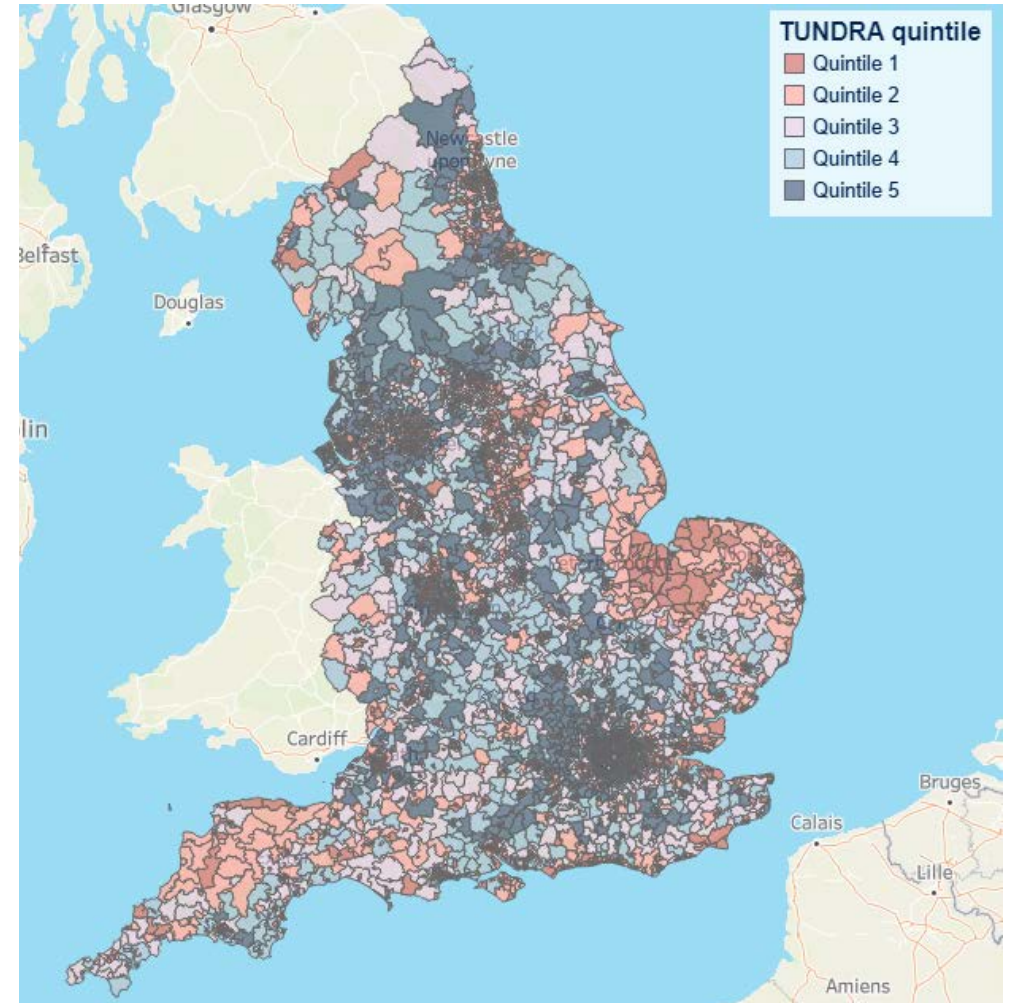 Glasgow
TUNDRA quintile
Quintile 1
Quintile 2
Quintile 3
Quintile 4
Quintile 5
Newcastle
upon Tyne
Belfast
Douglas
lin
Cardiff
Bruges
Calais
Lille
Amiens